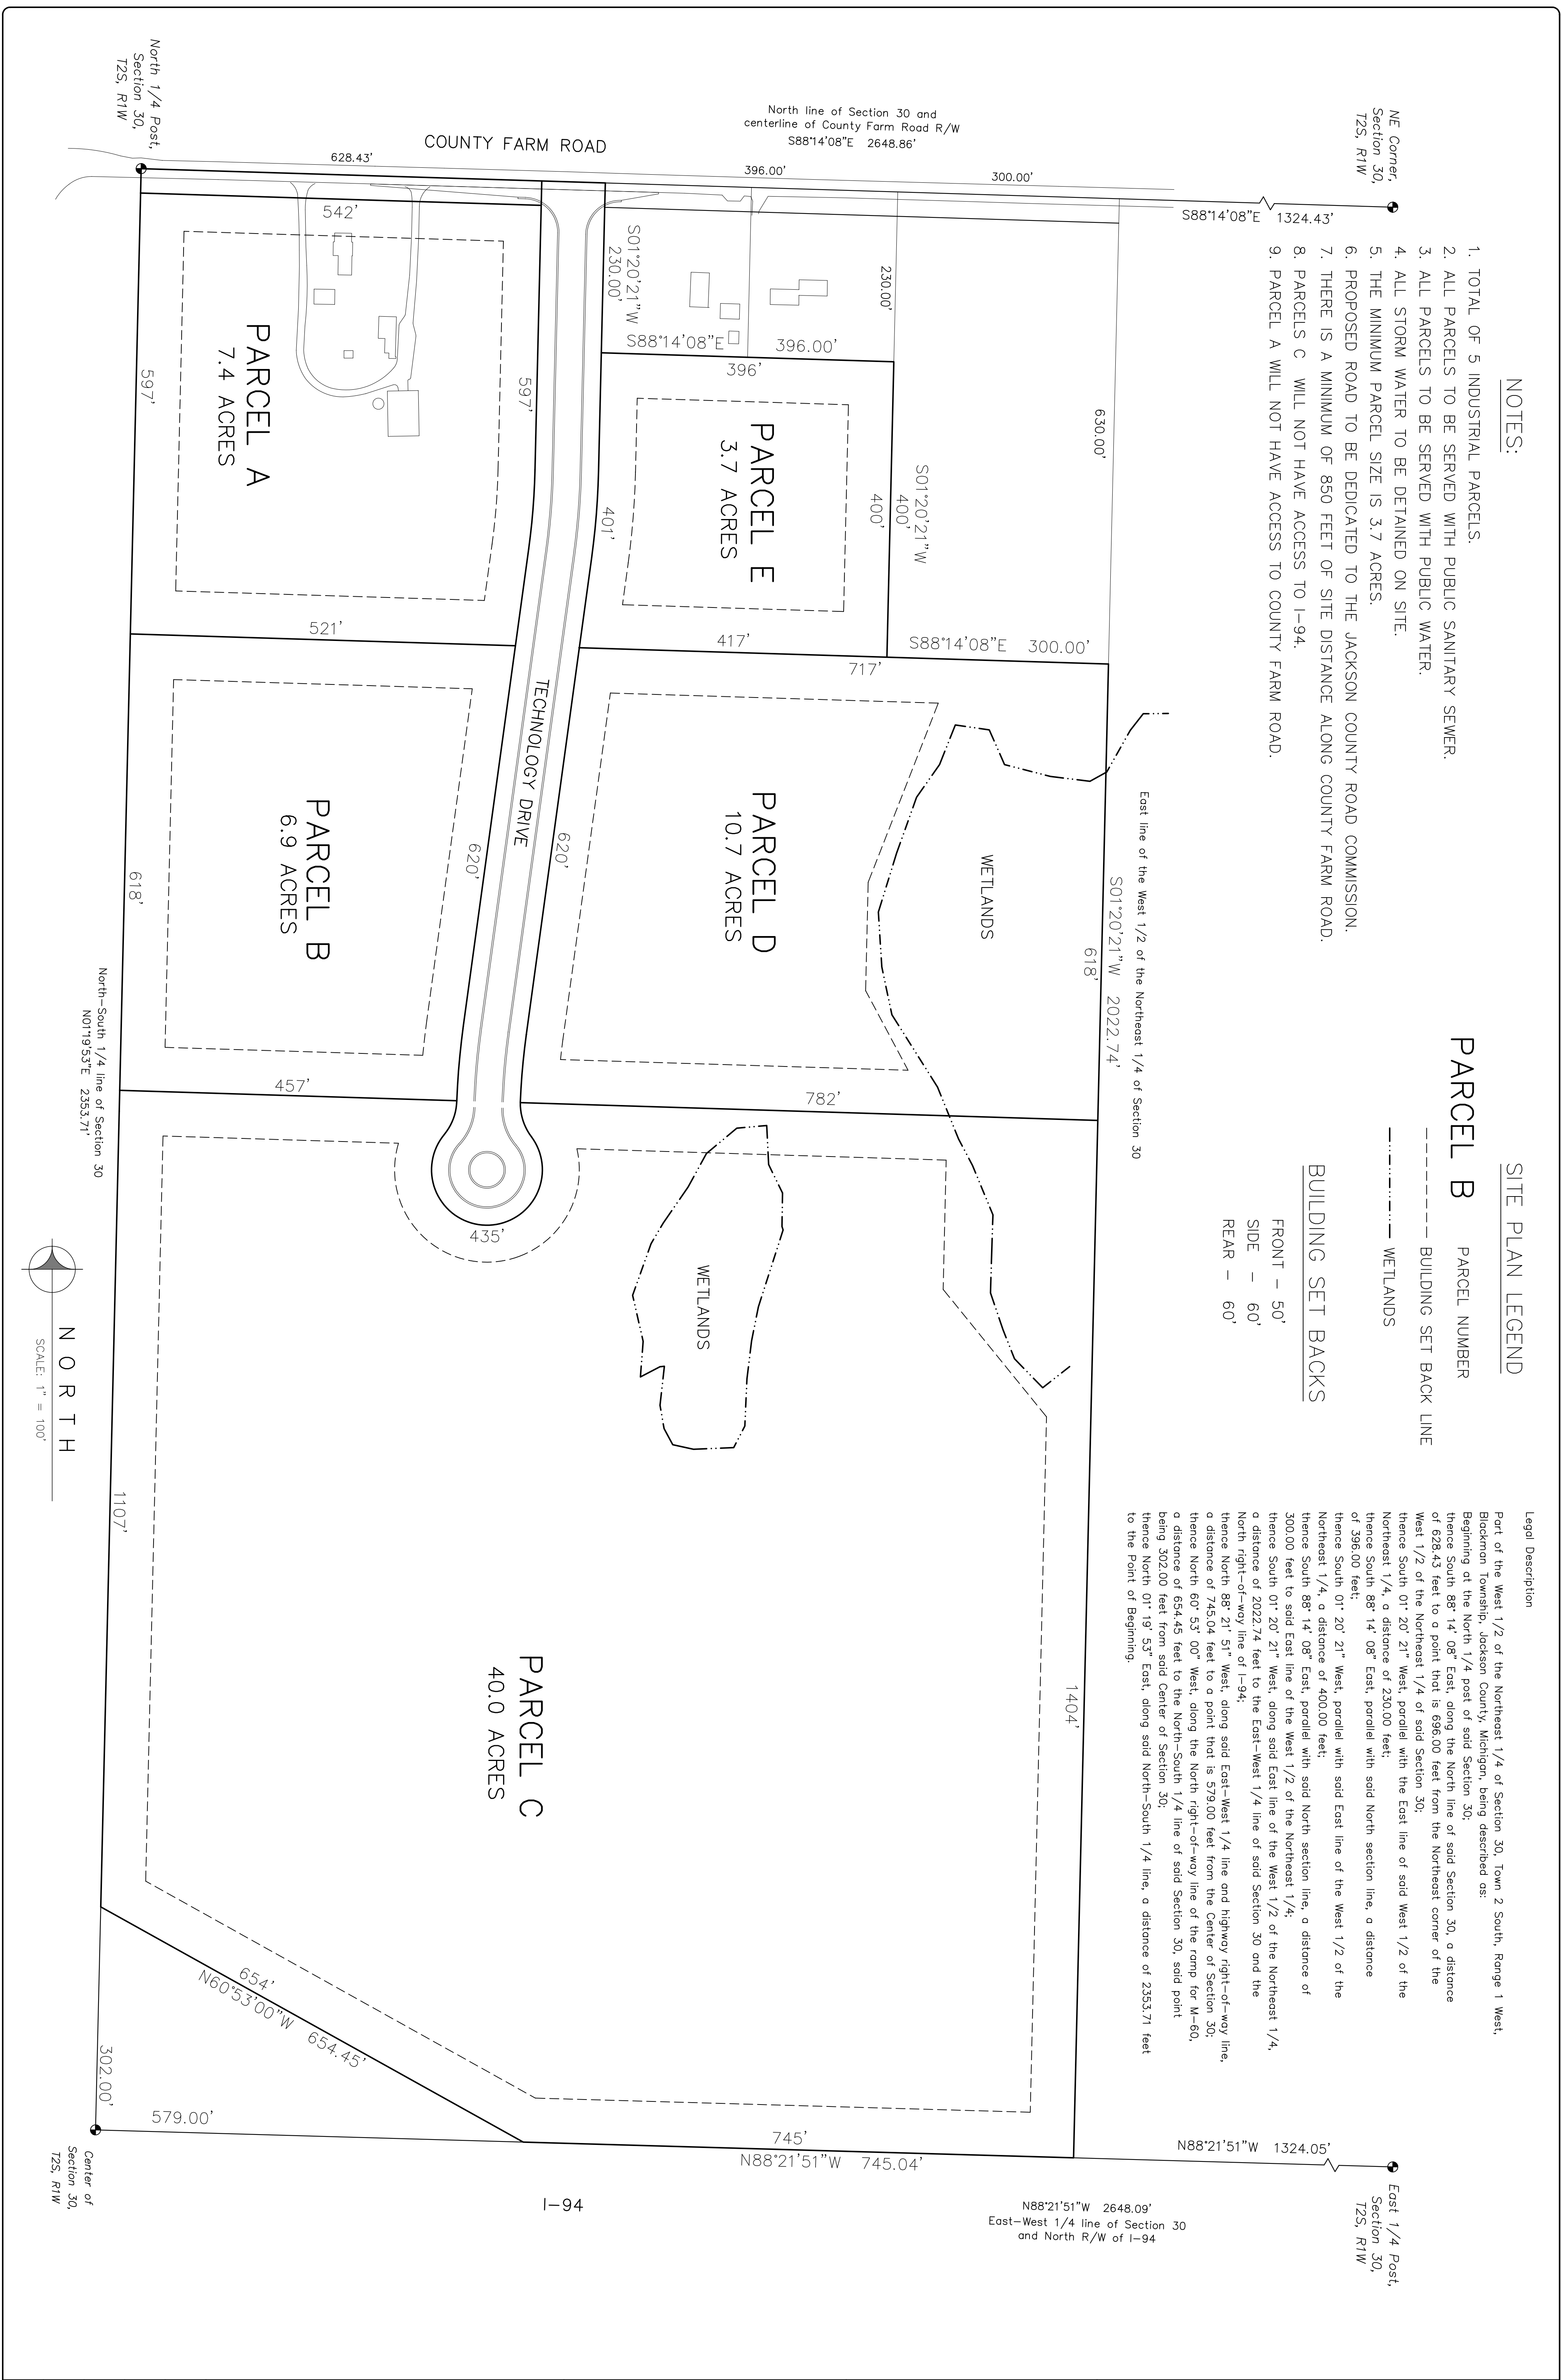 North 1/4 Post,
Section 30,
T2S, R1W
COUNTY FARM ROAD
628.43'
North line of Section 30 and
centerline of County Farm Road R/W
S88°14'08"E 2648.86'
396.00'
300.00'
NE Corner,
Section 30,
T2S, R1W
S88°14'08"E 1324.43'
NOTES:
1. TOTAL OF 5 INDUSTRIAL PARCELS.
2. ALL PARCELS TO BE SERVED WITH PUBLIC SANITARY SEWER.
3. ALL PARCELS TO BE SERVED WITH PUBLIC WATER.
4. ALL STORM WATER TO BE DETAINED ON SITE.
5. THE MINIMUM PARCEL SIZE IS 3.7 ACRES.
6. PROPOSED ROAD TO BE DEDICATED TO THE JACKSON COUNTY ROAD COMMISSION.
7. THERE IS A MINIMUM OF 850 FEET OF SITE DISTANCE ALONG COUNTY FARM ROAD.
8. PARCELS C WILL NOT HAVE ACCESS TO I-94.
9. PARCEL A WILL NOT HAVE ACCESS TO COUNTY FARM ROAD.
SITE PLAN LEGEND
PARCEL B PARCEL NUMBER
BUILDING SET BACK LINE
WETLANDS
BUILDING SET BACKS
FRONT - 50'
SIDE - 60'
REAR - 60'
Legal Description
Part of the West 1/2 of the Northeast 1/4 of Section 30, Town 2 South, Range 1 West,
Blackman Township, Jackson County, Michigan, being described as:
Beginning at the North 1/4 post of said Section 30;
thence South 88° 14' 08" East, along the North line of said Section 30, a distance
of 628.43 feet to a point that is 696.00 feet from the Northeast corner of the
West 1/2 of the Northeast 1/4 of said Section 30;
thence South 01° 20' 21" West, parallel with the East line of said West 1/2 of the
Northeast 1/4, a distance of 230.00 feet;
thence South 88° 14' 08" East, parallel with said North section line, a distance
of 396.00 feet;
thence South 01° 20' 21" West, parallel with said East line of the West 1/2 of the
Northeast 1/4, a distance of 400.00 feet;
thence South 88° 14' 08" East, parallel with said North section line, a distance of
300.00 feet to said East line of the West 1/2 of the Northeast 1/4;
thence South 01° 20' 21" West, along said East line of the West 1/2 of the Northeast 1/4,
a distance of 2022.74 feet to the East-West 1/4 line of said Section 30 and the
North right-of-way line of I-94;
thence North 88° 21' 51" West, along said East-West 1/4 line and highway right-of-way line,
a distance of 745.04 feet to a point that is 579.00 feet from the Center of Section 30;
thence North 60° 53' 00" West, along the North right-of-way line of the ramp for M-60,
a distance of 654.45 feet to the North-South 1/4 line of said Section 30, said point
being 302.00 feet from said Center of Section 30;
thence North 01° 19' 53" East, along said North-South 1/4 line, a distance of 2353.71 feet
to the Point of Beginning.
542'
S01°20'21"W
230.00'
230.00'
630.00'
S88°14'08"E
396.00'
396'
PARCEL A
7.4 ACRES
597'
597'
401'
PARCEL E
3.7 ACRES
400'
400'
S01°20'21"W
521'
417'
717'
S88°14'08"E 300.00'
TECHNOLOGY DRIVE
PARCEL B
6.9 ACRES
618'
620'
620'
PARCEL D
10.7 ACRES
WETLANDS
618'
S01°20'21"W 2022.74'
East line of the West 1/2 of the Northeast 1/4 of Section 30
457'
782'
435'
WETLANDS
North-South 1/4 line of Section 30
N01°19'53"E 2353.71'
NORTH
SCALE: 1" = 100'
1107'
PARCEL C
40.0 ACRES
1404'
654'
N60°53'00"W 654.45'
302.00'
579.00'
Center of
Section 30,
T2S, R1W
745'
N88°21'51"W 745.04'
I-94
N88°21'51"W 1324.05'
N88°21'51"W 2648.09'
East-West 1/4 line of Section 30
and North R/W of I-94
East 1/4 Post,
Section 30,
T2S, R1W